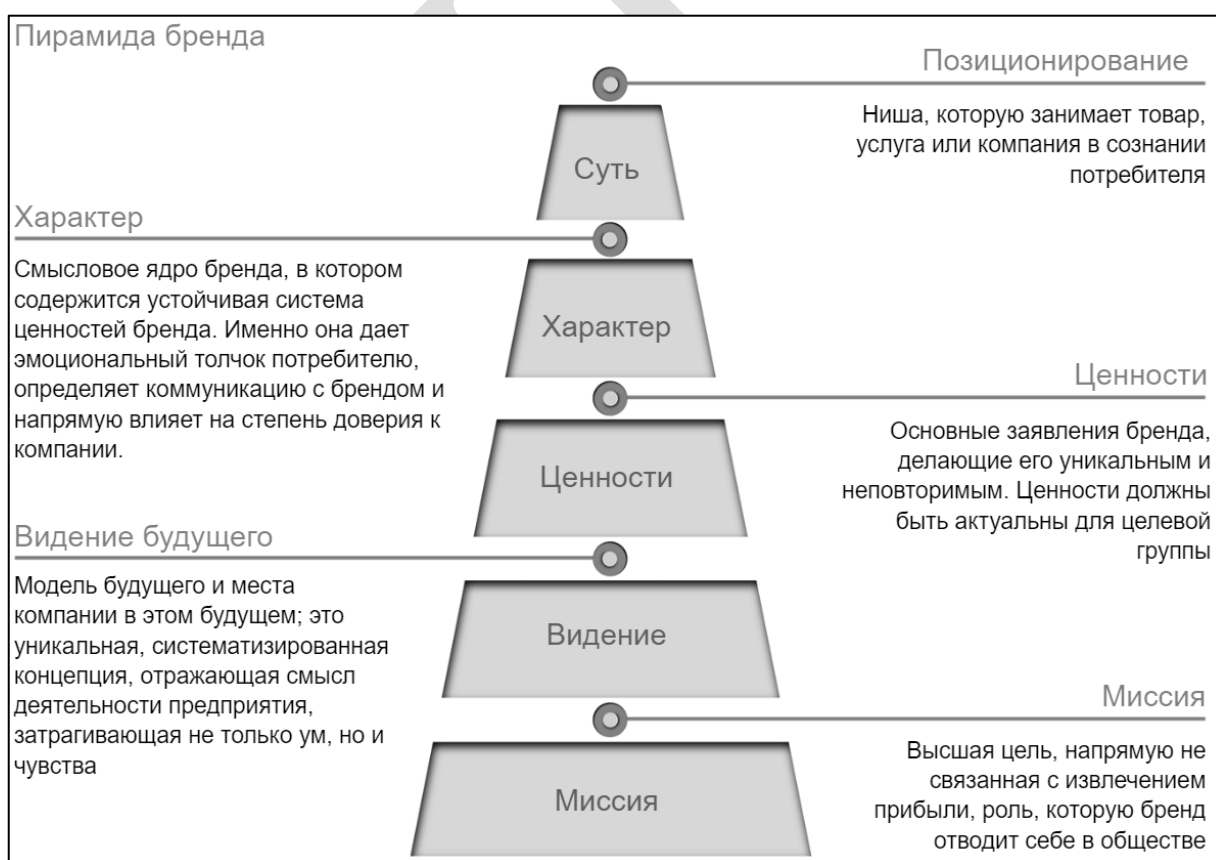 Пирамида бренда
Позиционирование
Ниша, которую занимает товар,
услуга или компания в сознании
потребителя
Суть
Характер
Смысловое ядро бренда, в котором
содержится устойчивая система
ценностей бренда. Именно она дает
эмоциональный толчок потребителю,
определяет коммуникацию с брендом и
напрямую влияет на степень доверия к
компании.
Характер
Ценности
Основные заявления бренда,
делающие его уникальным и
неповторимым. Ценности должны
быть актуальны для целевой
группы
Ценности
Видение будущего
Модель будущего и места
компании в этом будущем; это
уникальная, систематизированная
концепция, отражающая смысл
деятельности предприятия,
затрагивающая не только ум, но и
чувства
Видение
Миссия
Высшая цель, напрямую не
связанная с извлечением
прибыли, роль, которую бренд
отводит себе в обществе
Миссия